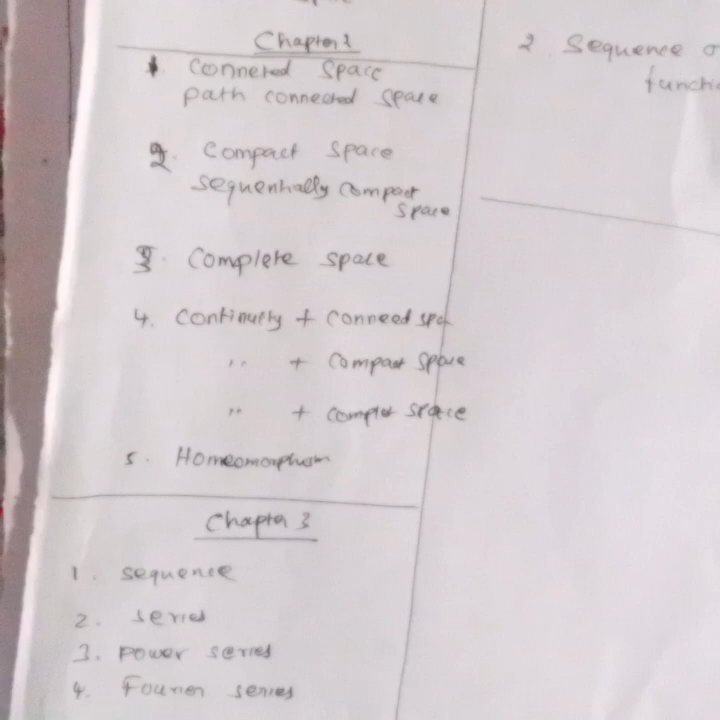 Chapter 2
1. Conneted Space
path connected space
2. Compact Space
sequentially compact
space
3. Complete space
4. Continuity + Conneed spa
" + Compact Space
" + Complet space
5. Homeomorphism
Chapter 3
1. sequence
2. series
3. power series
4. Fourier series
2. Sequence o
functi